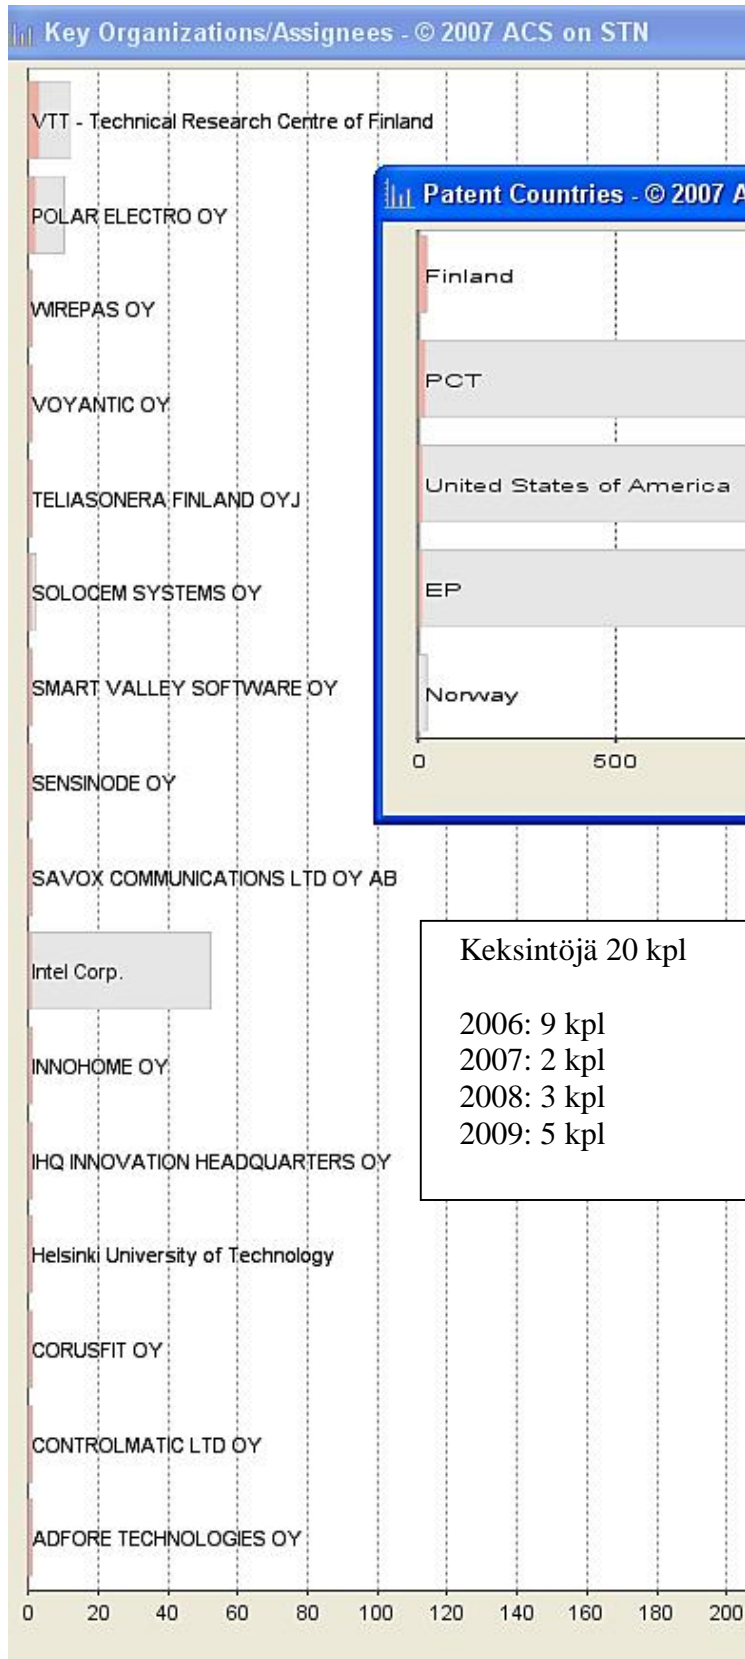 Key Organizations/Assignees - © 2007 ACS on STN
VTT - Technical Research Centre of Finland
POLAR ELECTRO OY
WIREPAS OY
VOYANTIC OY
TELIASONERA FINLAND OYJ
SOLOCEM SYSTEMS OY
SMART VALLEY SOFTWARE OY
SENSINODE OY
SAVOX COMMUNICATIONS LTD OY AB
Intel Corp.
INNOHOME OY
IHQ INNOVATION HEADQUARTERS OY
Helsinki University of Technology
CORUSFIT OY
CONTROLMATIC LTD OY
ADFORE TECHNOLOGIES OY
0 20 40 60 80 100 120 140 160 180 200
Patent Countries - © 2007 A
Finland
PCT
United States of America
EP
Norway
0 500
Keksintöjä 20 kpl
2006: 9 kpl
2007: 2 kpl
2008: 3 kpl
2009: 5 kpl